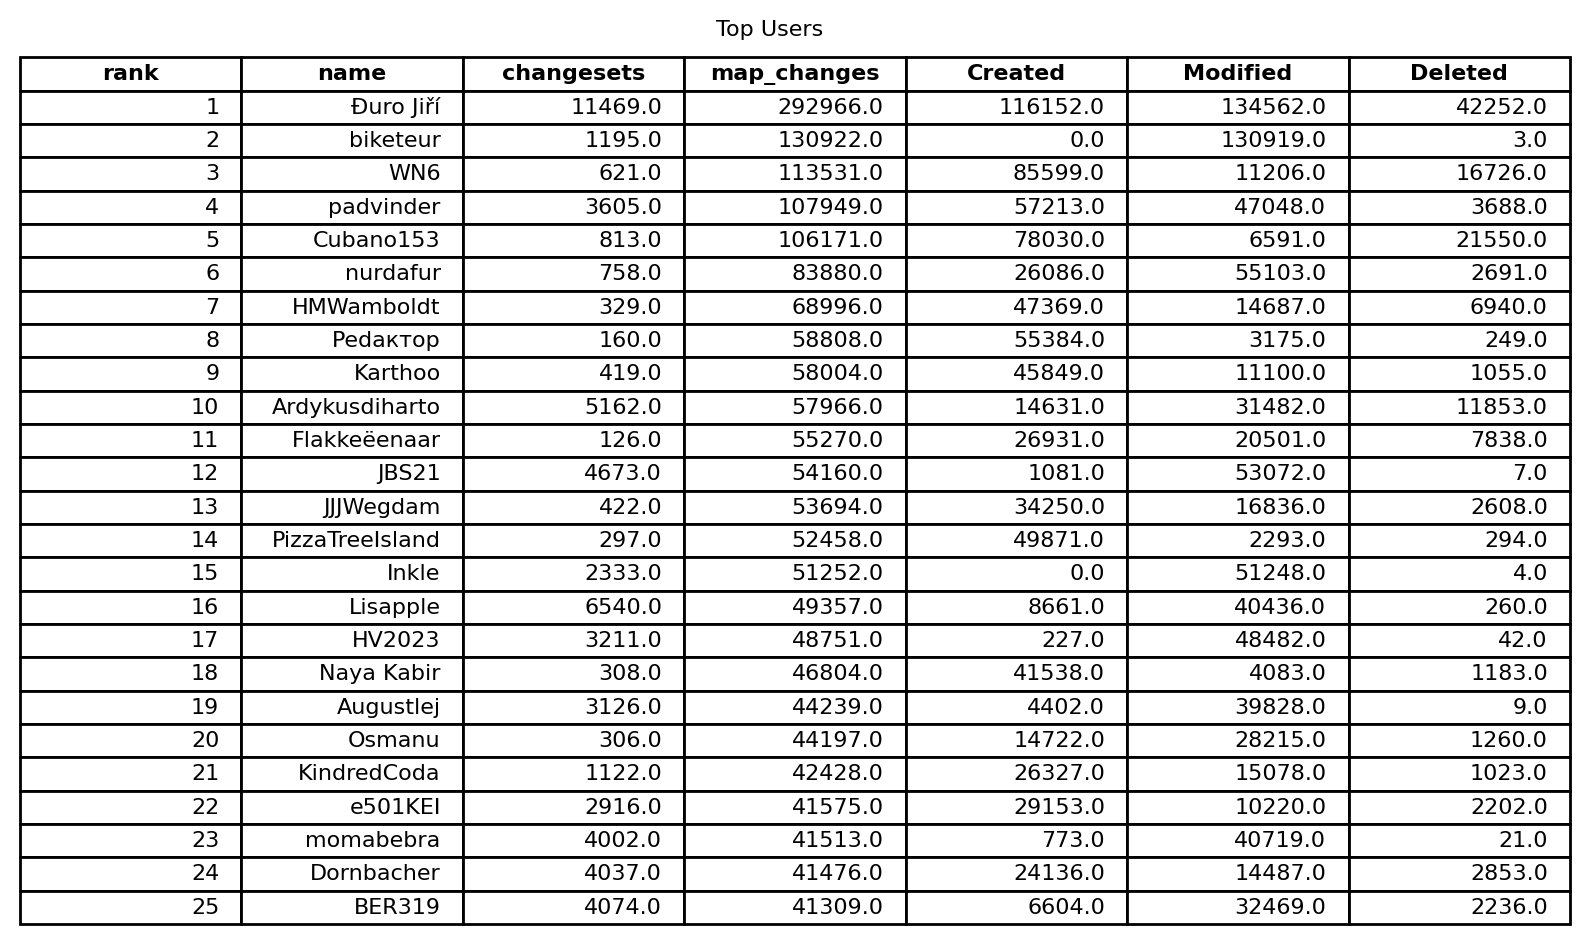 Top Users
rank name changesets map_changes Created Modified Deleted
1 Đuro Jiří 11469.0 292966.0 116152.0 134562.0 42252.0
2 biketeur 1195.0 130922.0 0.0 130919.0 3.0
3 WN6 621.0 113531.0 85599.0 11206.0 16726.0
4 padvinder 3605.0 107949.0 57213.0 47048.0 3688.0
5 Cubano153 813.0 106171.0 78030.0 6591.0 21550.0
6 nurdafur 758.0 83880.0 26086.0 55103.0 2691.0
7 HMWamboldt 329.0 68996.0 47369.0 14687.0 6940.0
8 Pedaктор 160.0 58808.0 55384.0 3175.0 249.0
9 Karthoo 419.0 58004.0 45849.0 11100.0 1055.0
10 Ardykusdiharto 5162.0 57966.0 14631.0 31482.0 11853.0
11 Flakkeëenaar 126.0 55270.0 26931.0 20501.0 7838.0
12 JBS21 4673.0 54160.0 1081.0 53072.0 7.0
13 JJJWegdam 422.0 53694.0 34250.0 16836.0 2608.0
14 PizzaTreeIsland 297.0 52458.0 49871.0 2293.0 294.0
15 Inkle 2333.0 51252.0 0.0 51248.0 4.0
16 Lisapple 6540.0 49357.0 8661.0 40436.0 260.0
17 HV2023 3211.0 48751.0 227.0 48482.0 42.0
18 Naya Kabir 308.0 46804.0 41538.0 4083.0 1183.0
19 Augustlej 3126.0 44239.0 4402.0 39828.0 9.0
20 Osmanu 306.0 44197.0 14722.0 28215.0 1260.0
21 KindredCoda 1122.0 42428.0 26327.0 15078.0 1023.0
22 e501KEI 2916.0 41575.0 29153.0 10220.0 2202.0
23 momabebra 4002.0 41513.0 773.0 40719.0 21.0
24 Dornbacher 4037.0 41476.0 24136.0 14487.0 2853.0
25 BER319 4074.0 41309.0 6604.0 32469.0 2236.0